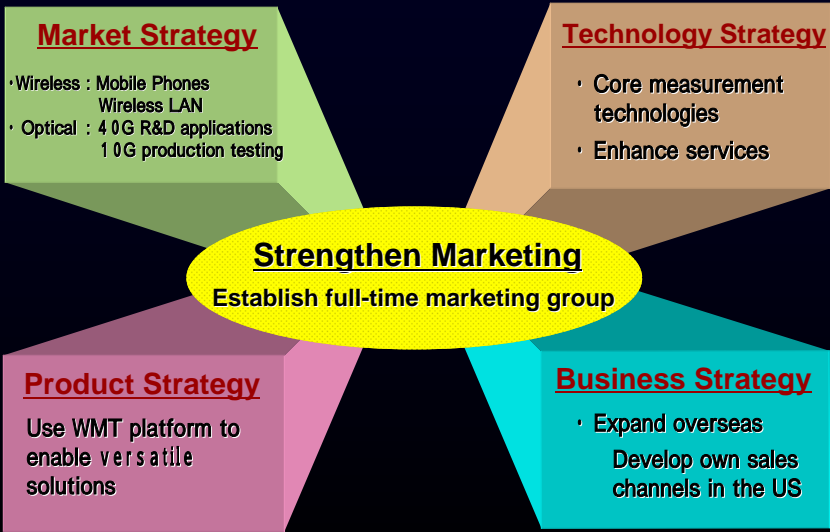 Market Strategy
・Wireless : Mobile Phones
Wireless LAN
・ Optical : 40G R&D applications
10G production testing
Technology Strategy
・ Core measurement
technologies
・ Enhance services
Strengthen Marketing
Establish full-time marketing group
Product Strategy
Use WMT platform to
enable versatile
solutions
Business Strategy
・ Expand overseas
Develop own sales
channels in the US